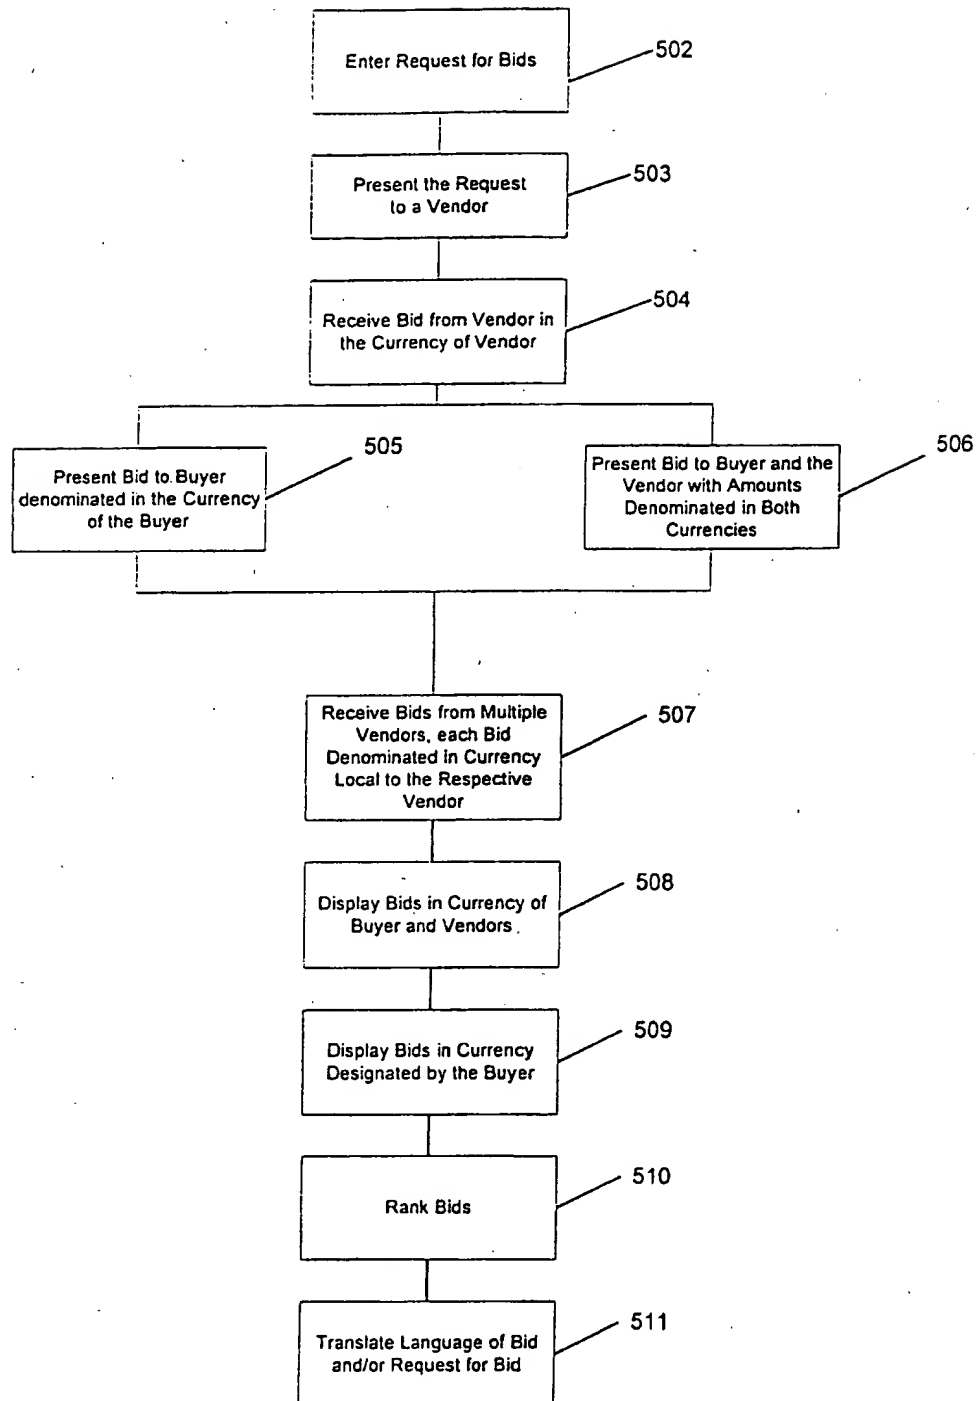 Enter Request for Bids
502
Present the Request
to a Vendor
503
Receive Bid from Vendor in
the Currency of Vendor
504
Present Bid to Buyer
denominated in the Currency
of the Buyer
505
Present Bid to Buyer and the
Vendor with Amounts
Denominated in Both
Currencies
506
Receive Bids from Multiple
Vendors, each Bid
Denominated in Currency
Local to the Respective
Vendor
507
Display Bids in Currency of
Buyer and Vendors
508
Display Bids in Currency
Designated by the Buyer
509
Rank Bids
510
Translate Language of Bid
and/or Request for Bid
511